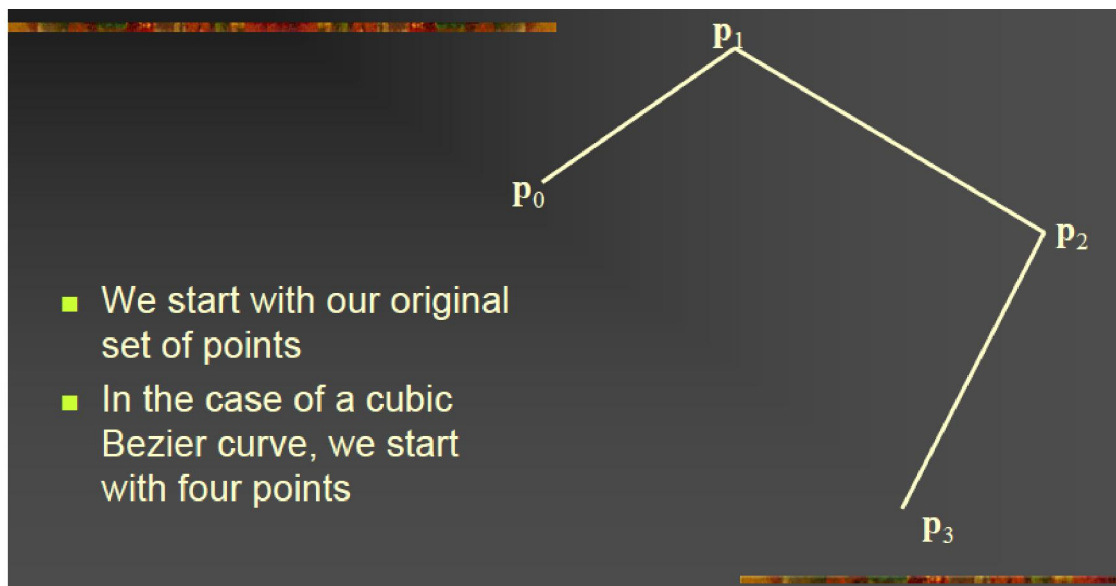 p₁
p₀
p₂
■ We start with our original
set of points
■ In the case of a cubic
Bezier curve, we start
with four points
p₃